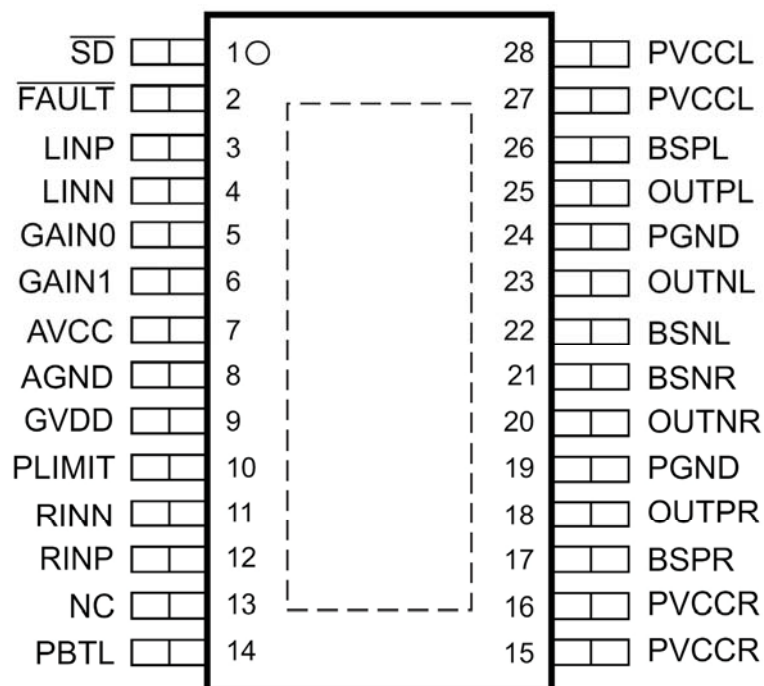 SD 1 28 PVCCL
FAULT 2 27 PVCCL
LINP 3 26 BSPL
LINN 4 25 OUTPL
GAIN0 5 24 PGND
GAIN1 6 23 OUTNL
AVCC 7 22 BSNL
AGND 8 21 BSNR
GVDD 9 20 OUTNR
PLIMIT 10 19 PGND
RINN 11 18 OUTPR
RINP 12 17 BSPR
NC 13 16 PVCCR
PBTL 14 15 PVCCR